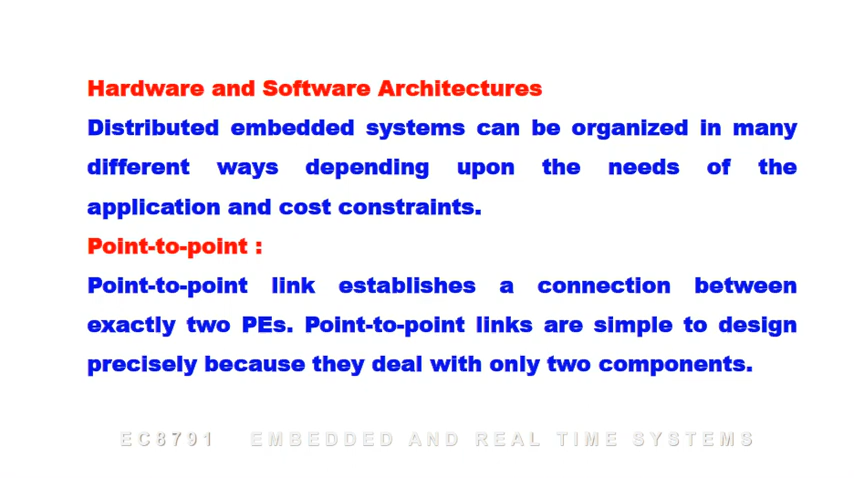 Hardware and Software Architectures
Distributed embedded systems can be organized in many
different ways depending upon the needs of the
application and cost constraints.
Point-to-point :
Point-to-point link establishes a connection between
exactly two PEs. Point-to-point links are simple to design
precisely because they deal with only two components.
EC8791 EMBEDDED AND REAL TIME SYSTEMS